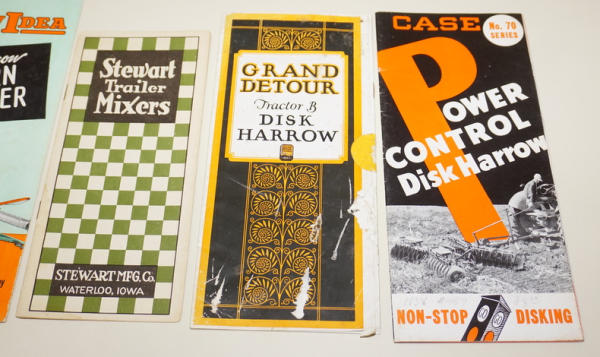 IDEA
Stewart
Trailer
Mixers
STEWART MFG. CO.
WATERLOO, IOWA
GRAND
DETOUR
Tractor B
DISK
HARROW
CASE
No. 70
SERIES
POWER
CONTROL
Disk Harrow
NON-STOP
DISKING